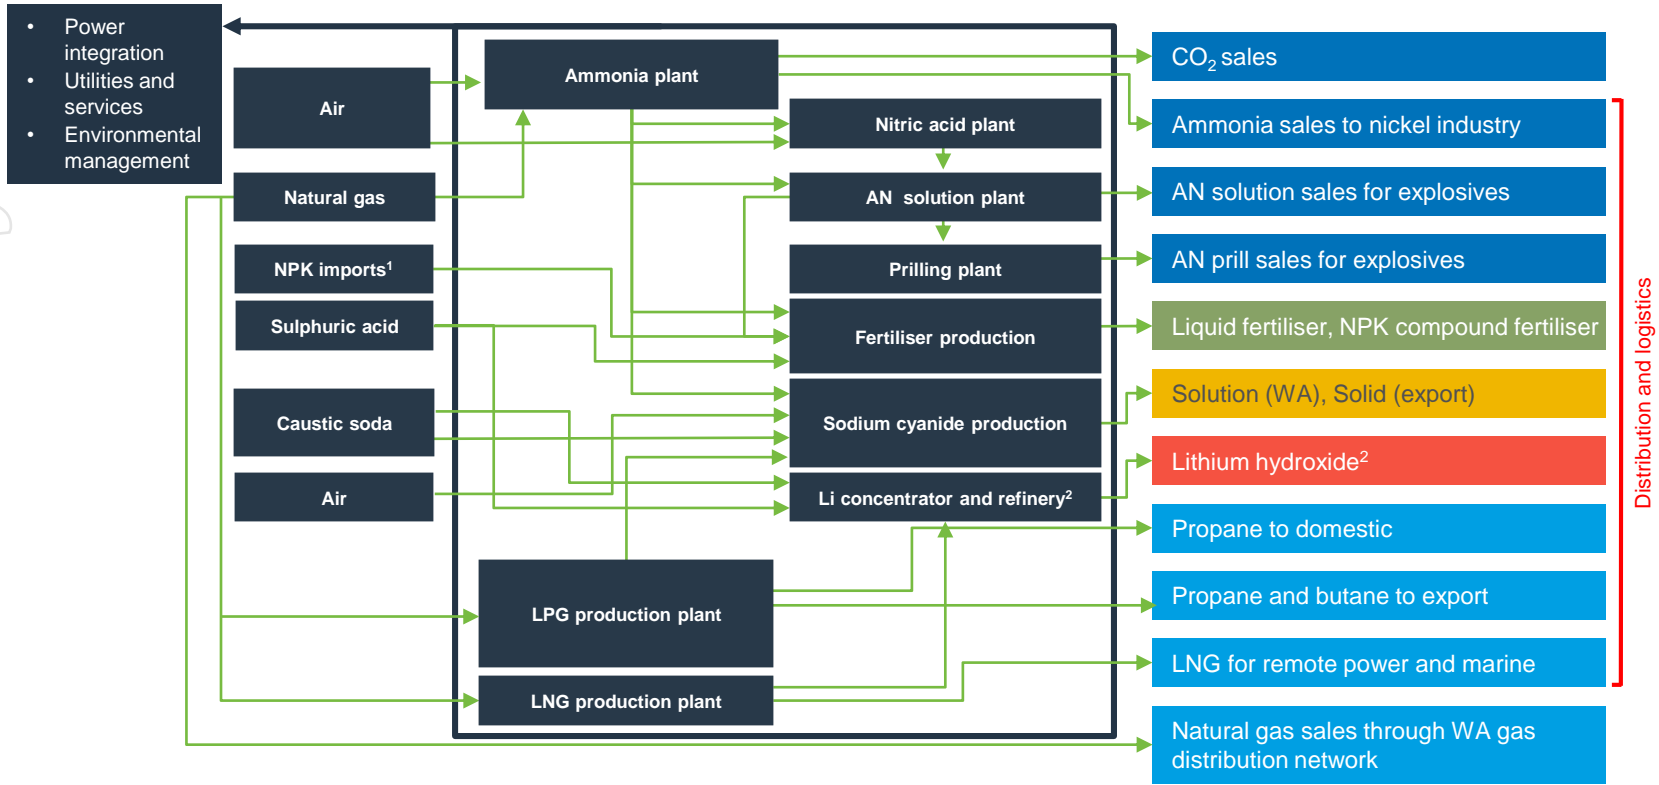 • Power
integration
• Utilities and
services
• Environmental
management
Air
Natural gas
NPK imports¹
Sulphuric acid
Caustic soda
Air
Ammonia plant
Nitric acid plant
AN solution plant
Prilling plant
Fertiliser production
Sodium cyanide production
Li concentrator and refinery²
LPG production plant
LNG production plant
CO₂ sales
Ammonia sales to nickel industry
AN solution sales for explosives
AN prill sales for explosives
Liquid fertiliser, NPK compound fertiliser
Solution (WA), Solid (export)
Lithium hydroxide²
Propane to domestic
Propane and butane to export
LNG for remote power and marine
Natural gas sales through WA gas
distribution network
Distribution and logistics